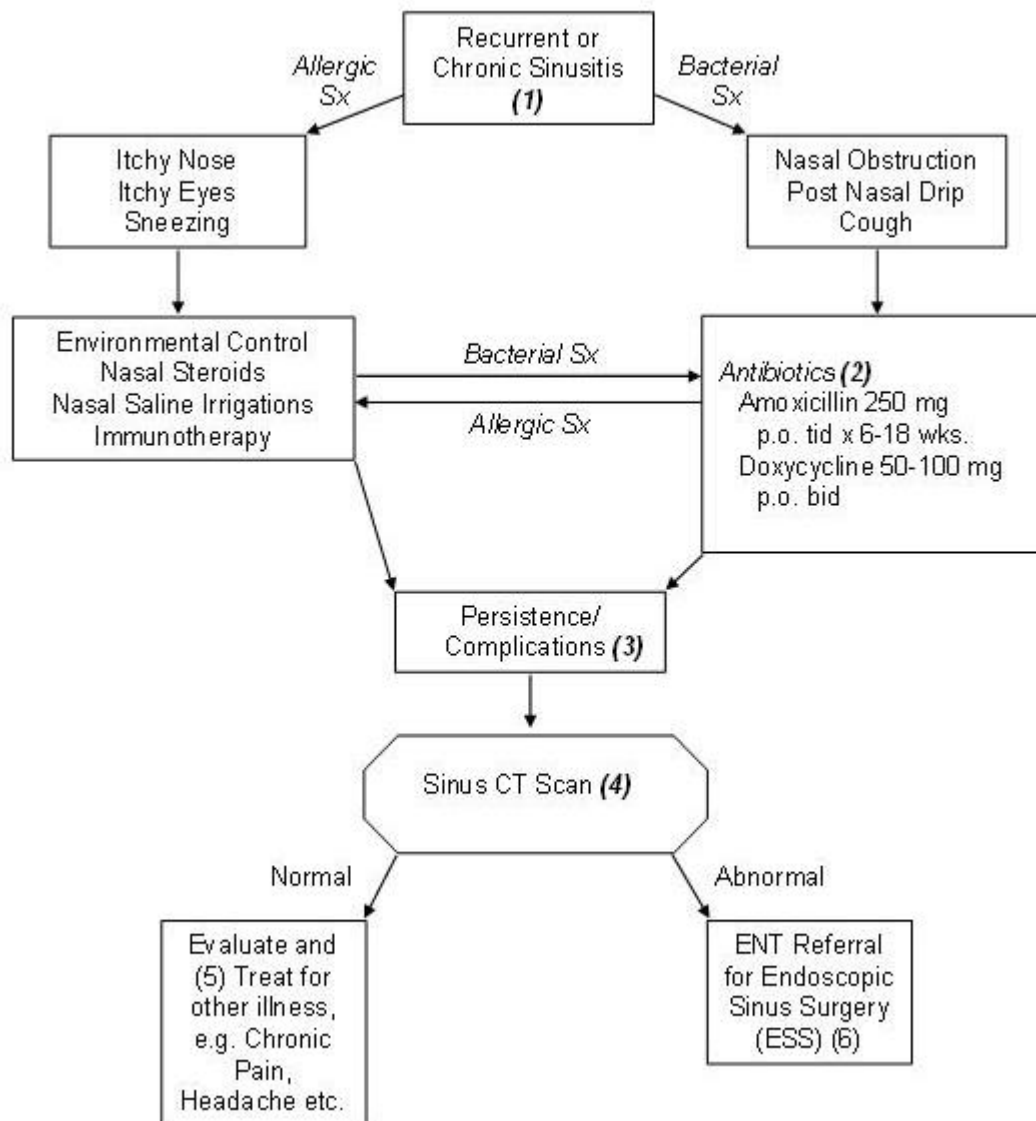 Recurrent or
Chronic Sinusitis
(1)
Allergic
Sx
Bacterial
Sx
Itchy Nose
Itchy Eyes
Sneezing
Nasal Obstruction
Post Nasal Drip
Cough
Environmental Control
Nasal Steroids
Nasal Saline Irrigations
Immunotherapy
Bacterial Sx
Allergic Sx
Antibiotics (2)
Amoxicillin 250 mg
p.o. tid x 6-18 wks.
Doxycycline 50-100 mg
p.o. bid
Persistence/
Complications (3)
Sinus CT Scan (4)
Normal
Abnormal
Evaluate and
(5) Treat for
other illness,
e.g. Chronic
Pain,
Headache etc.
ENT Referral
for Endoscopic
Sinus Surgery
(ESS) (6)